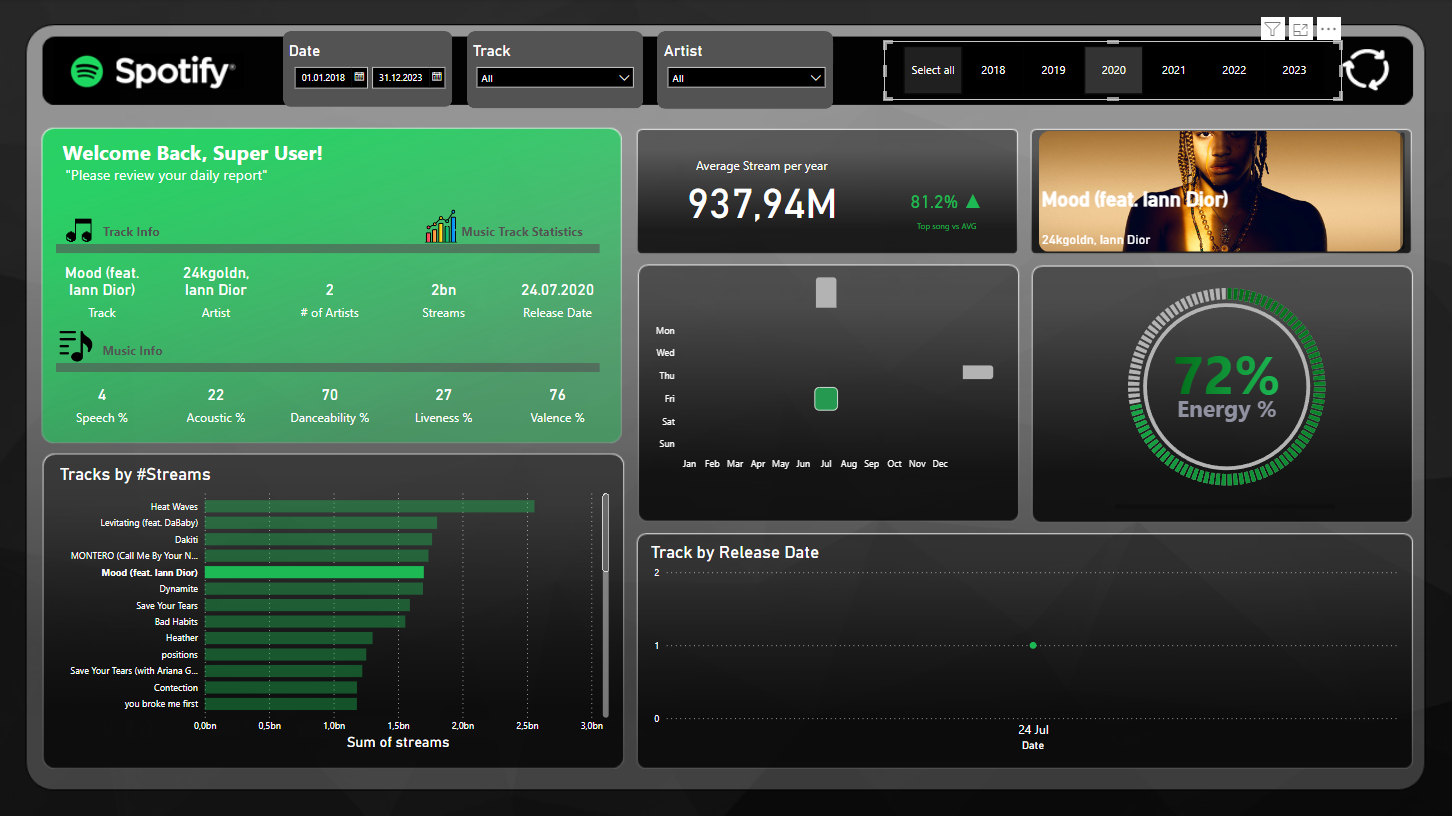 Spotify®
Date
01.01.2018
31.12.2023
Track
All
Artist
All
Select all
2018
2019
2020
2021
2022
2023
Welcome Back, Super User!
"Please review your daily report"
Track Info
Music Track Statistics
Mood (feat.
Iann Dior)
Track
24kgoldn,
Iann Dior
Artist
2
# of Artists
2bn
Streams
24.07.2020
Release Date
Music Info
4
Speech %
22
Acoustic %
70
Danceability %
27
Liveness %
76
Valence %
Average Stream per year
937,94M
81.2% ▲
Top song vs AVG
Mood (feat. Iann Dior)
24kgoldn, Iann Dior
Mon
Wed
Thu
Fri
Sat
Sun
Jan Feb Mar Apr May Jun Jul Aug Sep Oct Nov Dec
72%
Energy %
Tracks by #Streams
Heat Waves
Levitating (feat. DaBaby)
Dakiti
MONTERO (Call Me By Your N...
Mood (feat. Iann Dior)
Dynamite
Save Your Tears
Bad Habits
Heather
positions
Save Your Tears (with Ariana G...
Contection
you broke me first
0,0bn 0,5bn 1,0bn 1,5bn 2,0bn 2,5bn 3,0bn
Sum of streams
Track by Release Date
2
1
0
24 Jul
Date